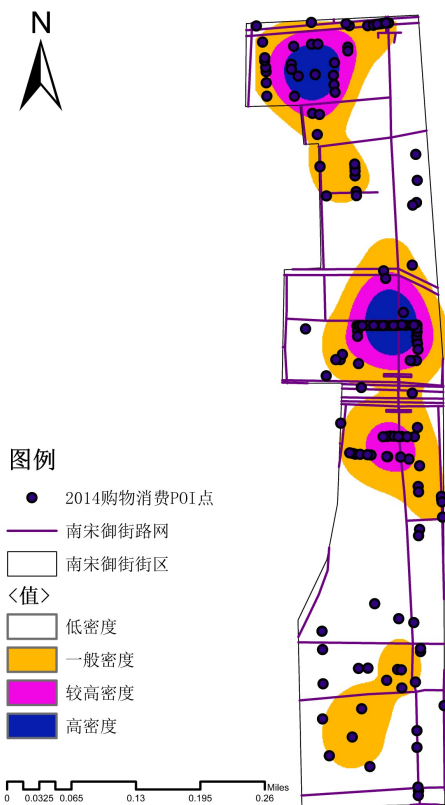 N
图例
2014购物消费POI点
南宋御街路网
南宋御街街区
<值>
低密度
一般密度
较高密度
高密度
Miles
0 0.0325 0.065 0.13 0.195 0.26